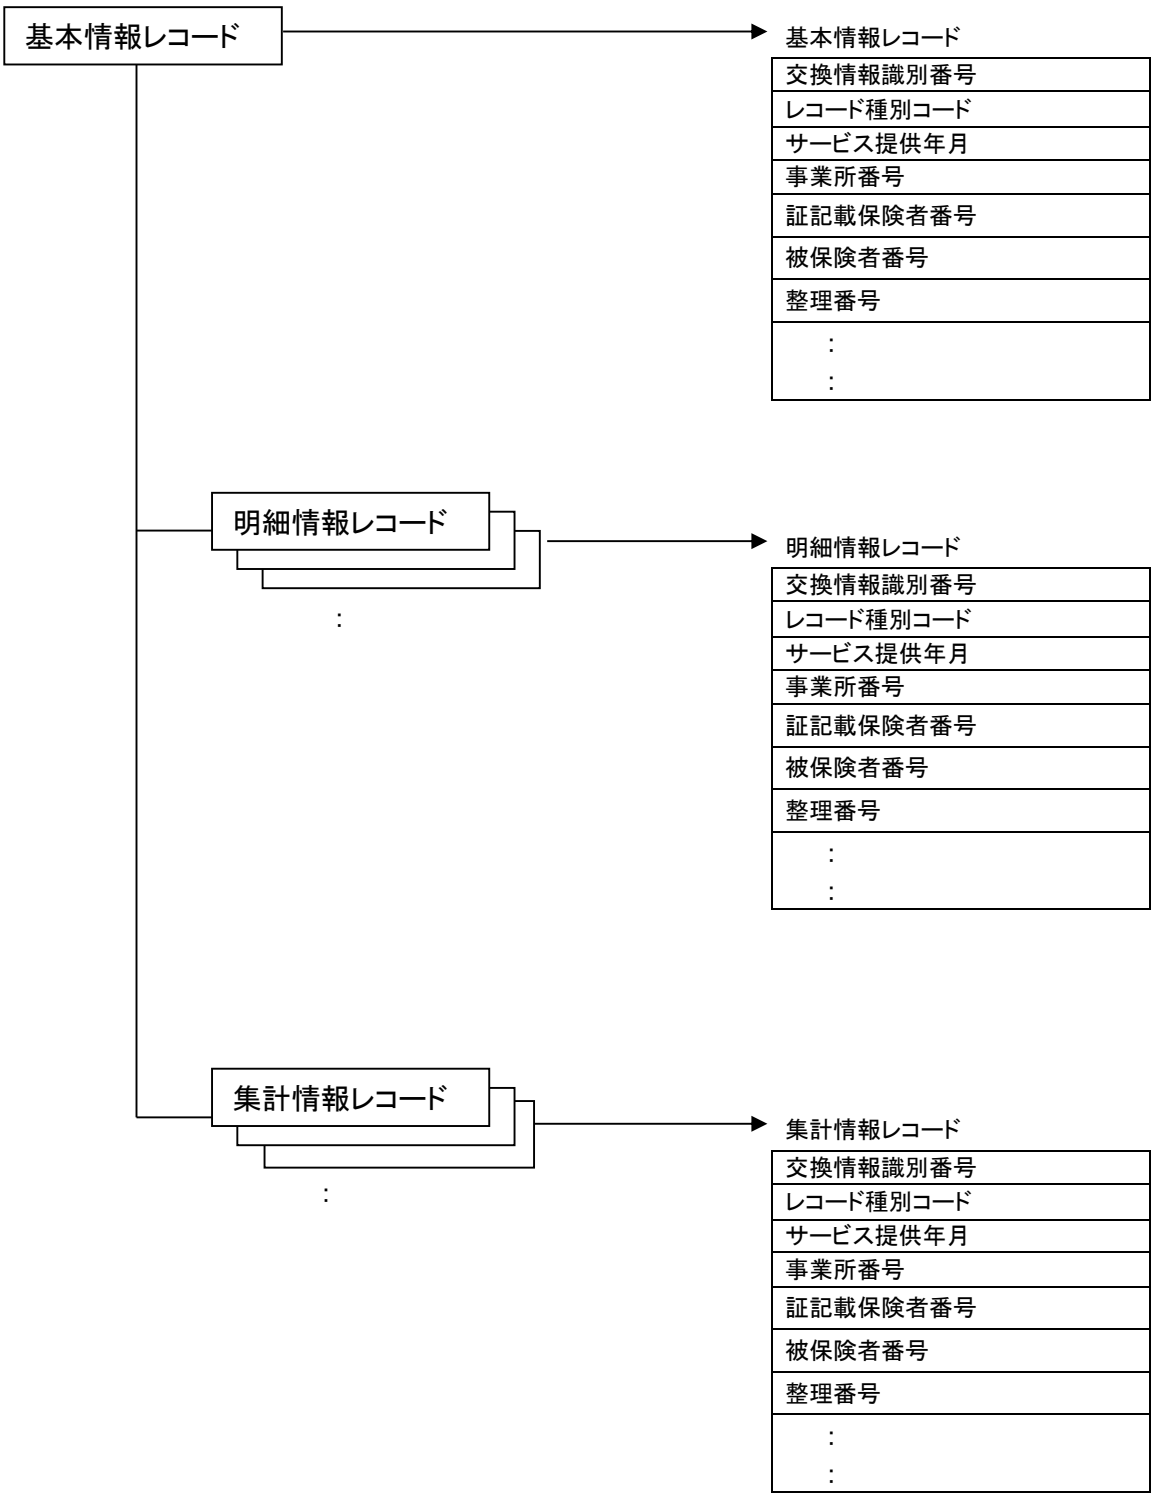 基本情報レコード
基本情報レコード
交換情報識別番号
レコード種別コード
サービス提供年月
事業所番号
証記載保険者番号
被保険者番号
整理番号
:
:
明細情報レコード
:
明細情報レコード
交換情報識別番号
レコード種別コード
サービス提供年月
事業所番号
証記載保険者番号
被保険者番号
整理番号
:
:
集計情報レコード
:
集計情報レコード
交換情報識別番号
レコード種別コード
サービス提供年月
事業所番号
証記載保険者番号
被保険者番号
整理番号
:
: